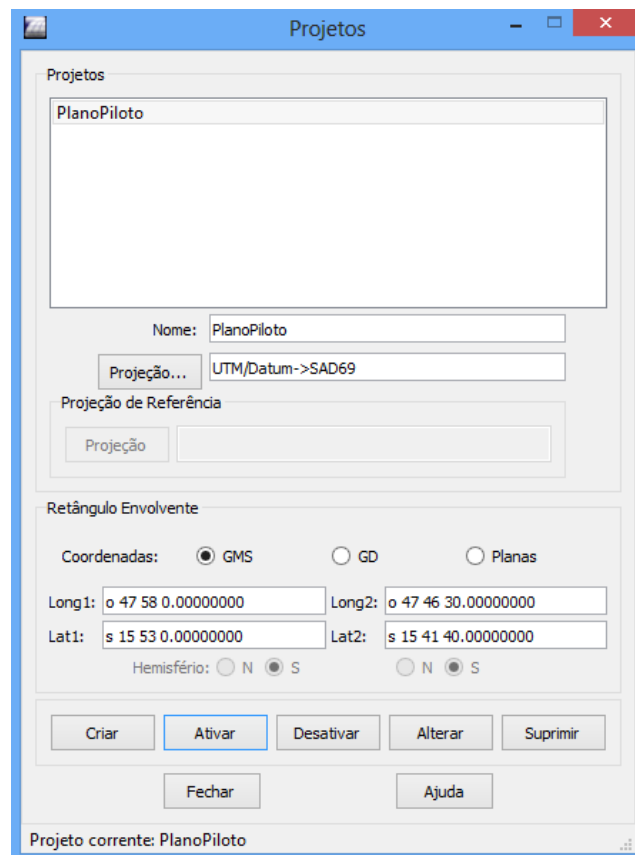 Projetos
Projetos
PlanoPiloto
Nome: PlanoPiloto
Projeção... UTM/Datum->SAD69
Projeção de Referência
Projeção
Retângulo Envolvente
Coordenadas: GMS GD Planas
Long1: o 47 58 0.00000000 Long2: o 47 46 30.00000000
Lat1: s 15 53 0.00000000 Lat2: s 15 41 40.00000000
Hemisfério: N S N S
Criar Ativar Desativar Alterar Suprimir
Fechar Ajuda
Projeto corrente: PlanoPiloto